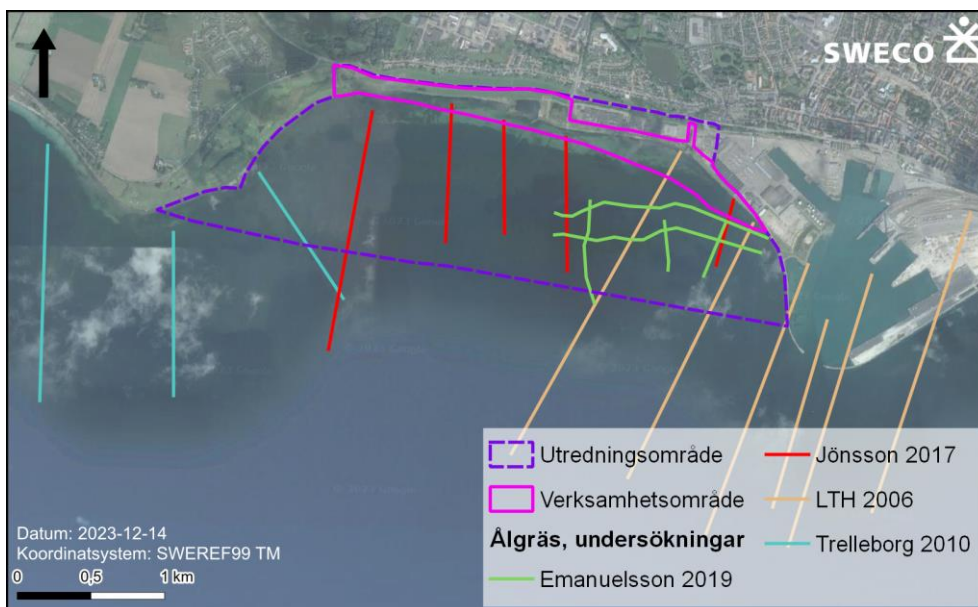 SWECO
Utredningsområde
Verksamhetsområde
Ålgräs, undersökningar
Emanuelsson 2019
Jönsson 2017
LTH 2006
Trelleborg 2010
Datum: 2023-12-14
Koordinatsystem: SWEREF99 TM
0 0,5 1 km